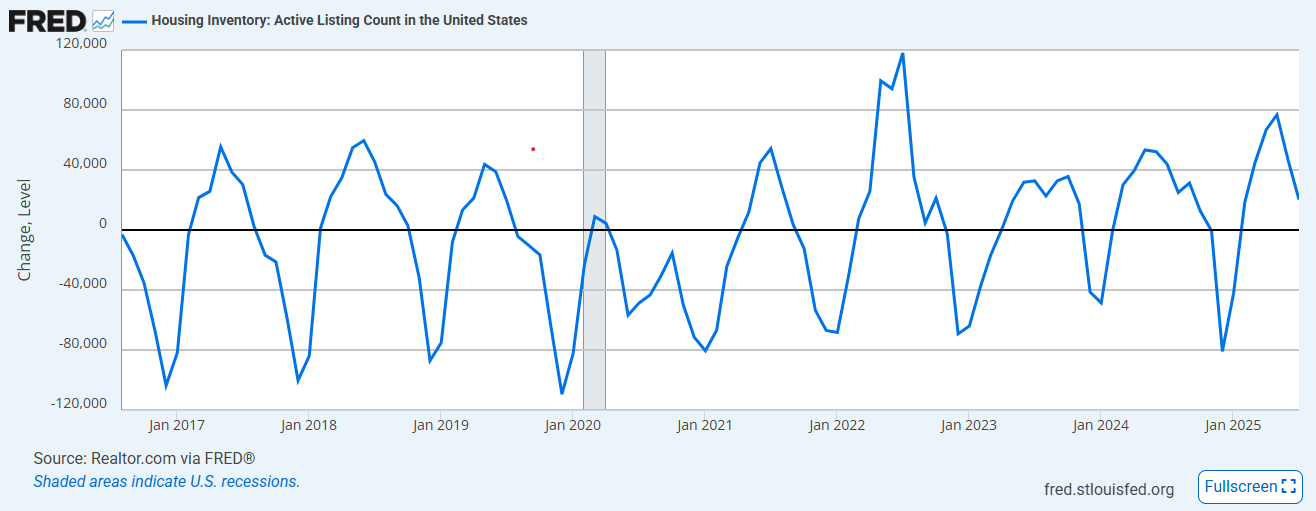 FRED Housing Inventory: Active Listing Count in the United States
120,000
80,000
40,000
0
-40,000
-80,000
-120,000
Change, Level
Jan 2017 Jan 2018 Jan 2019 Jan 2020 Jan 2021 Jan 2022 Jan 2023 Jan 2024 Jan 2025
Source: Realtor.com via FRED®
Shaded areas indicate U.S. recessions.
fred.stlouisfed.org
Fullscreen